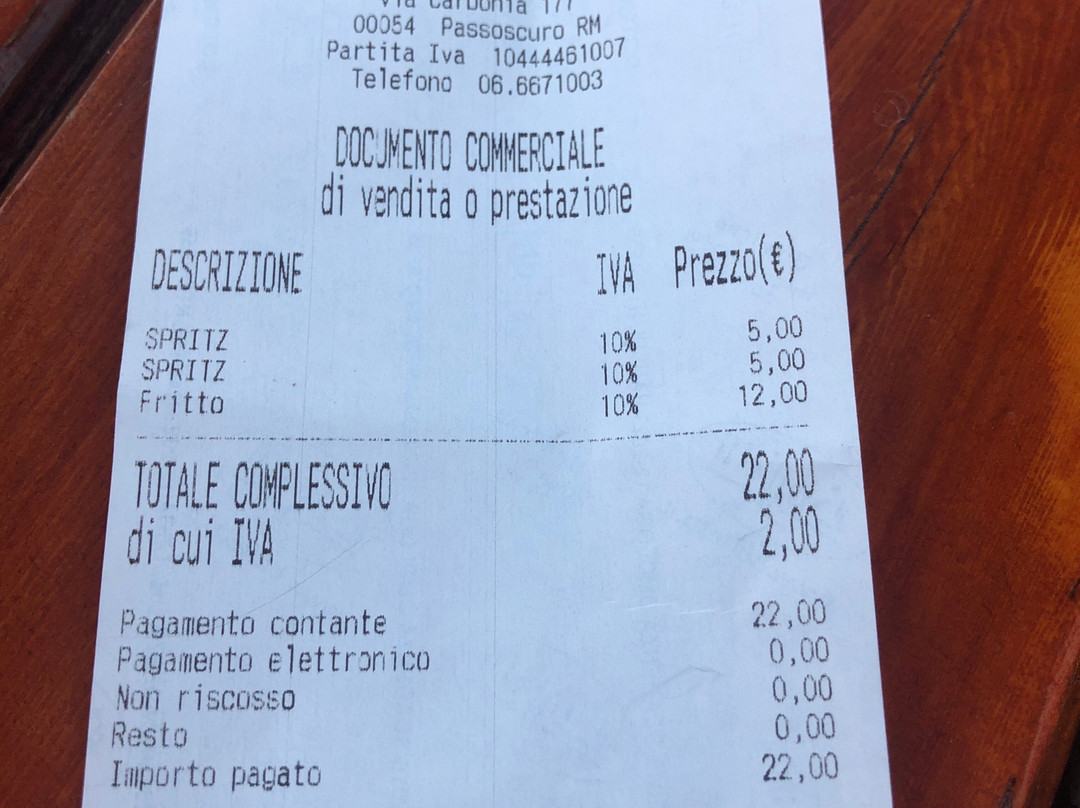 Via Carbonia 177
00054 Passoscuro RM
Partita Iva 10444461007
Telefono 06.6671003
DOCUMENTO COMMERCIALE
di vendita o prestazione
DESCRIZIONE IVA Prezzo(€)
SPRITZ 10% 5,00
SPRITZ 10% 5,00
Fritto 10% 12,00
TOTALE COMPLESSIVO 22,00
di cui IVA 2,00
Pagamento contante 22,00
Pagamento elettronico 0,00
Non riscosso 0,00
Resto 0,00
Importo pagato 22,00